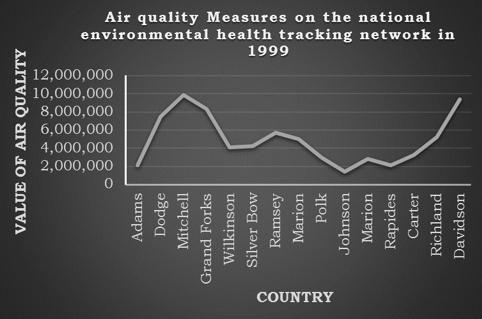 Air quality Measures on the national
environmental health tracking network in
1999
VALUE OF AIR QUALITY
12,000,000
10,000,000
8,000,000
6,000,000
4,000,000
2,000,000
0
Adams
Dodge
Mitchell
Grand Forks
Wilkinson
Silver Bow
Ramsey
Marion
Polk
Johnson
Marion
Rapides
Carter
Richland
Davidson
COUNTRY